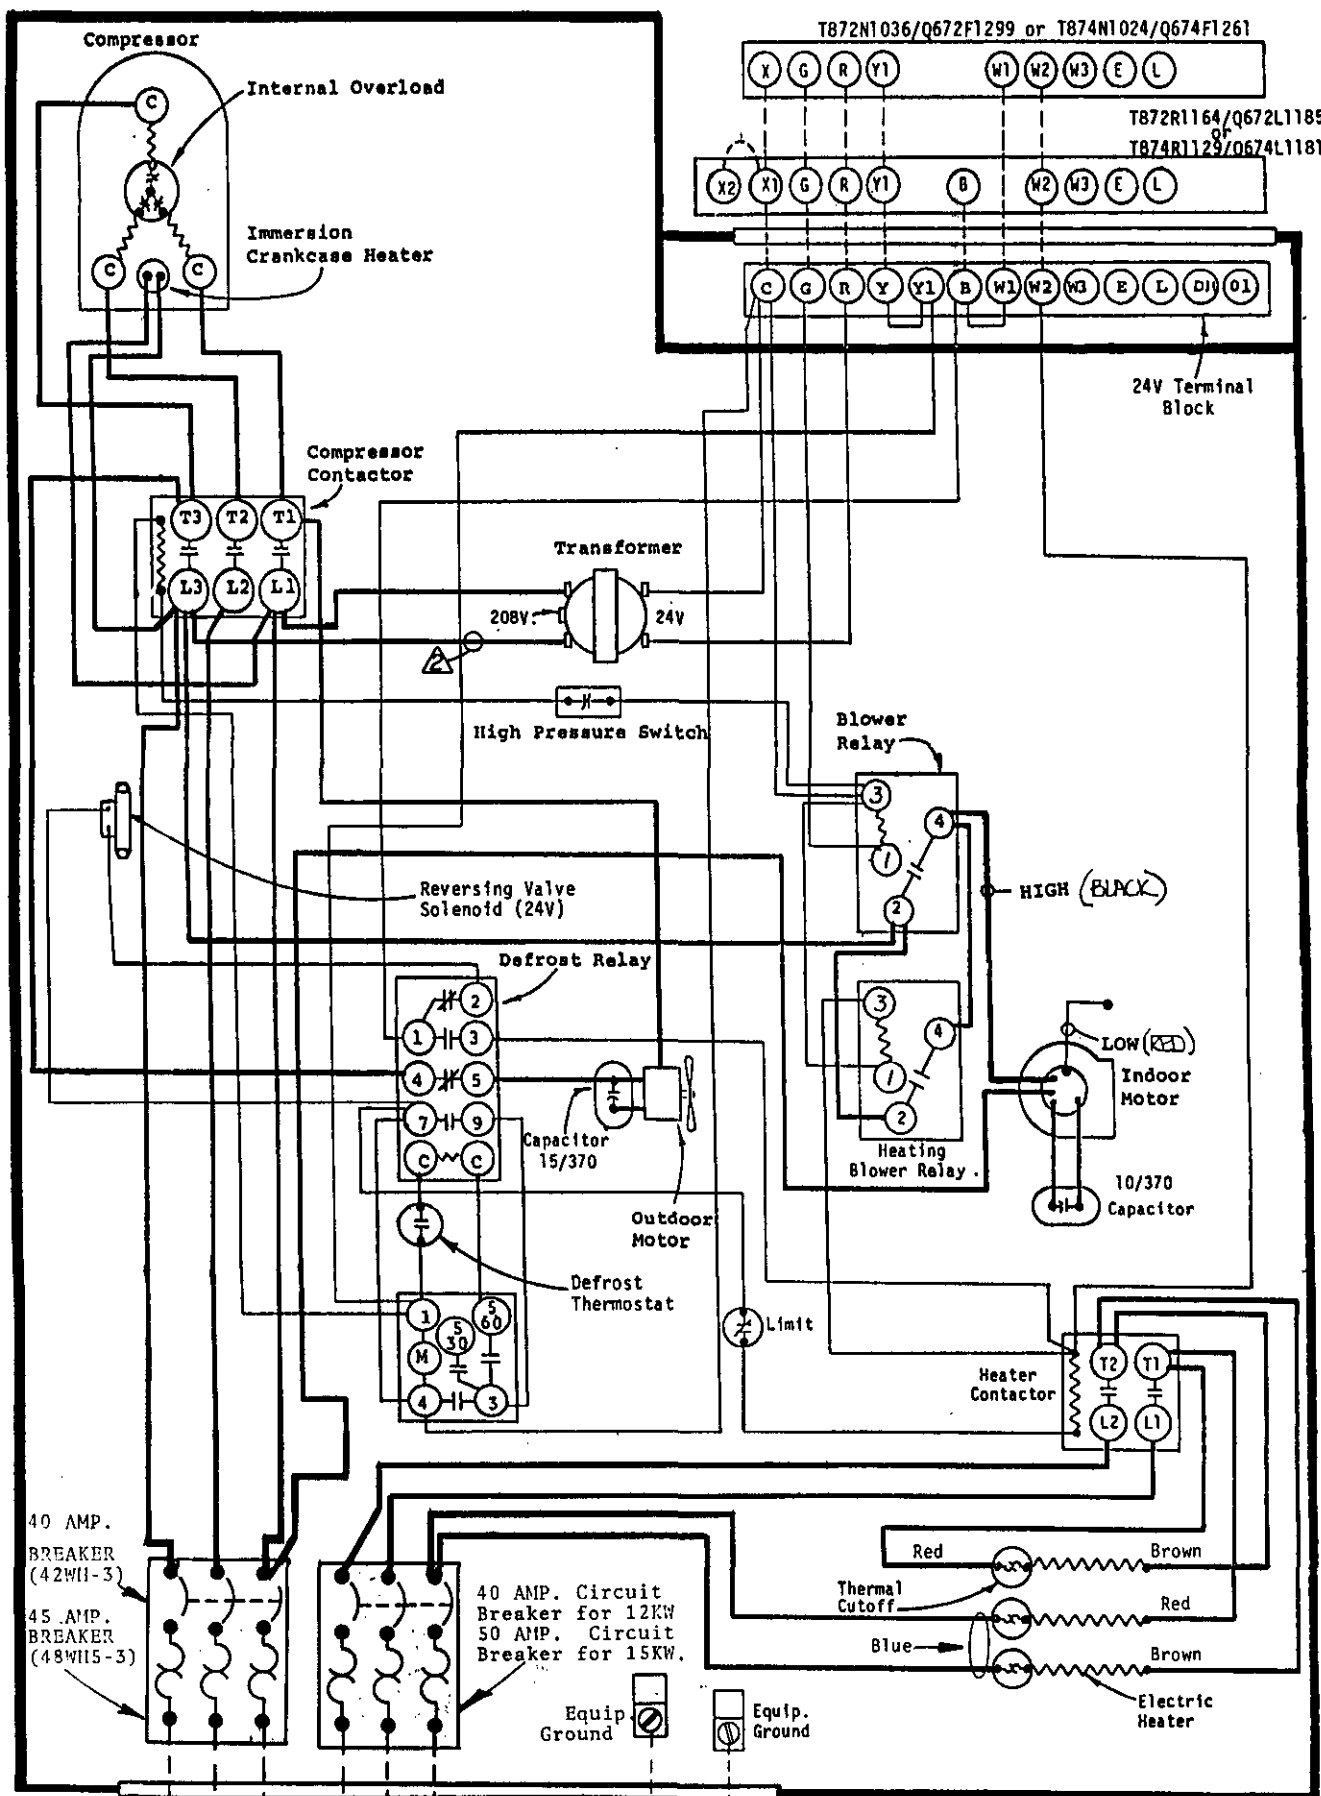 T872N1036/Q672F1299 or T874N1024/Q674F1261
Compressor
X G R Y1 W1 W2 W3 E L
Internal Overload
T872R1164/Q672L1185
or
T874R1129/Q674L1181
C
X2 X1 G R Y1 B W2 W3 E L
Immersion
Crankcase Heater
C C
C G R Y Y1 B W1 W2 W3 E L 01
24V Terminal
Block
Compressor
Contactor
T3 T2 T1
Transformer
L3 L2 L1
208V. 24V
2
High Pressure Switch
Blower
Relay
3
4
1
2
HIGH (BLACK)
Reversing Valve
Solenoid (24V)
Defrost Relay
2
1 3
4 5
7 9
C C
3
4
1
2
Heating
Blower Relay.
LOW (RED)
Indoor
Motor
10/370
Capacitor
Capacitor
15/370
Outdoor
Motor
Defrost
Thermostat
1
S
30
S
60
M
4 3
Limit
Heater
Contactor
T2 T1
L2 L1
40 AMP.
BREAKER
(42WH-3)
45 AMP.
BREAKER
(48WH5-3)
40 AMP. Circuit
Breaker for 12KW
50 AMP. Circuit
Breaker for 15KW.
Red Brown
Thermal
Cutoff
Red
Blue
Brown
Electric
Heater
Equip.
Ground
Equip.
Ground